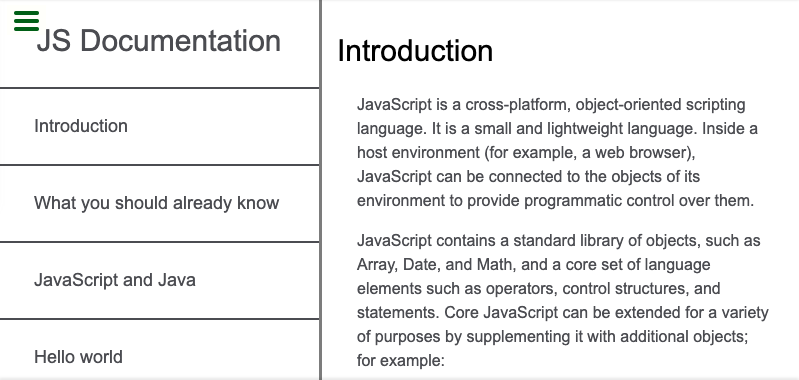 JS Documentation
Introduction
What you should already know
JavaScript and Java
Hello world
Introduction
JavaScript is a cross-platform, object-oriented scripting
language. It is a small and lightweight language. Inside a
host environment (for example, a web browser),
JavaScript can be connected to the objects of its
environment to provide programmatic control over them.
JavaScript contains a standard library of objects, such as
Array, Date, and Math, and a core set of language
elements such as operators, control structures, and
statements. Core JavaScript can be extended for a variety
of purposes by supplementing it with additional objects;
for example: